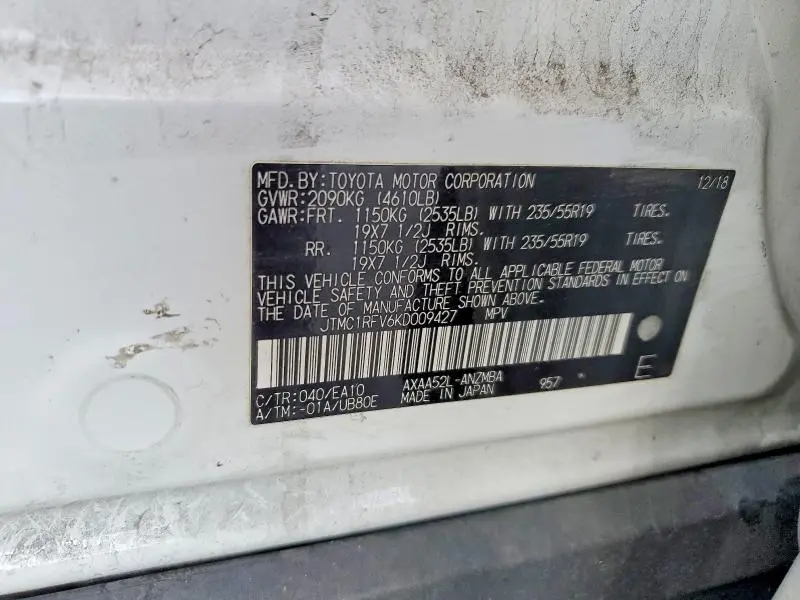 MFD.BY:TOYOTA MOTOR CORPORATION 12/18
GVWR:2090KG (4610LB)
GAWR:FRT. 1150KG (2535LB) WITH 235/55R19 TIRES.
19X7 1/2J RIMS.
RR. 1150KG (2535LB) WITH 235/55R19 TIRES.
19X7 1/2J RIMS.
THIS VEHICLE CONFORMS TO ALL APPLICABLE FEDERAL MOTOR
VEHICLE SAFETY AND THEFT PREVENTION STANDARDS IN EFFECT ON
THE DATE OF MANUFACTURE SHOWN ABOVE.
JTMC1RFV6KD009427 MPV
C/TR:040/EA10 AXAA52L-ANZMBA 957 E
A/TM:-01A/UB80E MADE IN JAPAN